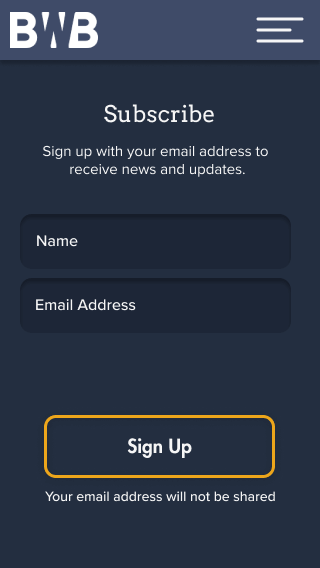 BWB
Subscribe
Sign up with your email address to
receive news and updates.
Name
Email Address
Sign Up
Your email address will not be shared